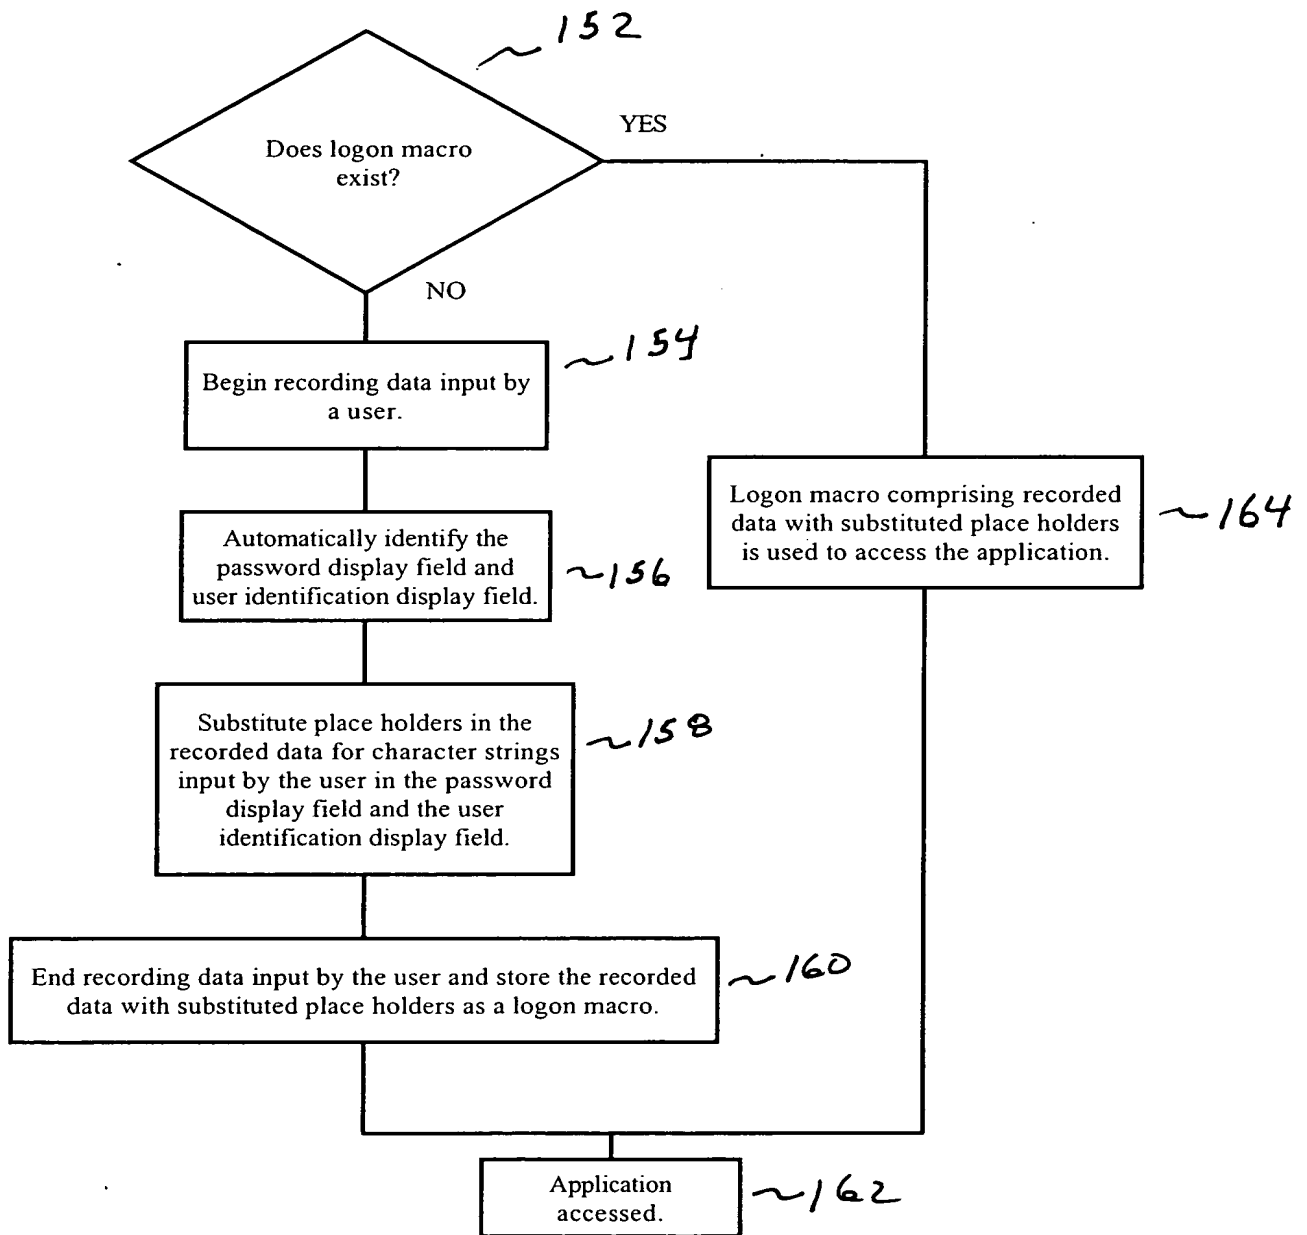 152
Does logon macro
exist?
YES
NO
154
Begin recording data input by
a user.
Automatically identify the
password display field and
user identification display field.
156
Logon macro comprising recorded
data with substituted place holders
is used to access the application.
164
Substitute place holders in the
recorded data for character strings
input by the user in the password
display field and the user
identification display field.
158
End recording data input by the user and store the recorded
data with substituted place holders as a logon macro.
160
Application
accessed.
162